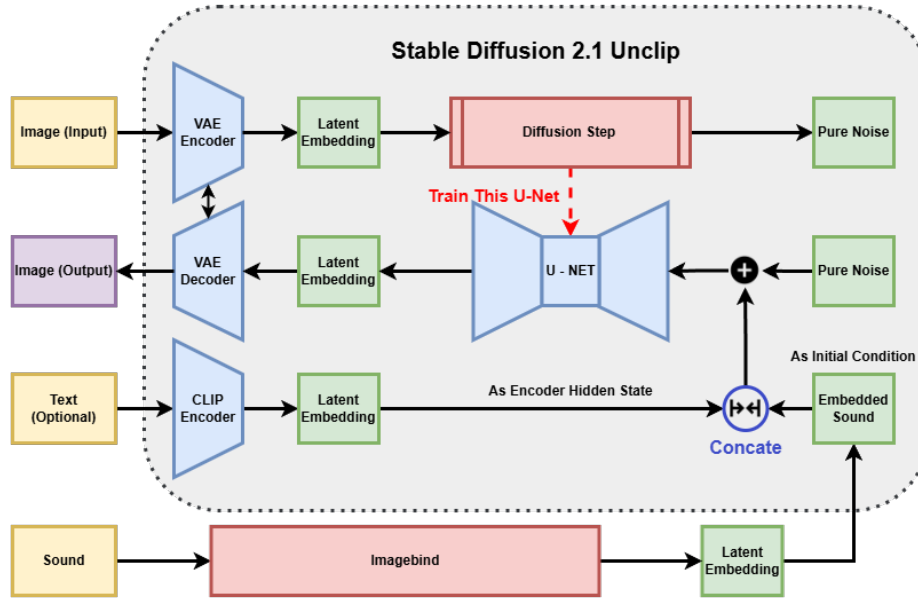 Stable Diffusion 2.1 Unclip
Image (Input)
VAE
Encoder
Latent
Embedding
Diffusion Step
Pure Noise
Train This U-Net
Image (Output)
VAE
Decoder
Latent
Embedding
U - NET
Pure Noise
As Initial Condition
Text
(Optional)
CLIP
Encoder
Latent
Embedding
As Encoder Hidden State
Concate
Embedded
Sound
Sound
Imagebind
Latent
Embedding